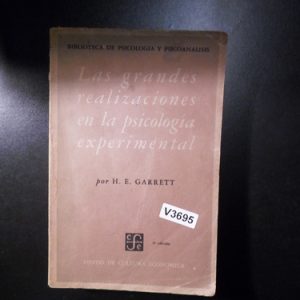 BIBLIOTECA DE PSICOLOGIA Y PSICOANALISIS
Las grandes
realizaciones
en la psicología
experimental
por H. E. GARRETT
V3695
FONDO DE CULTURA ECONOMICA